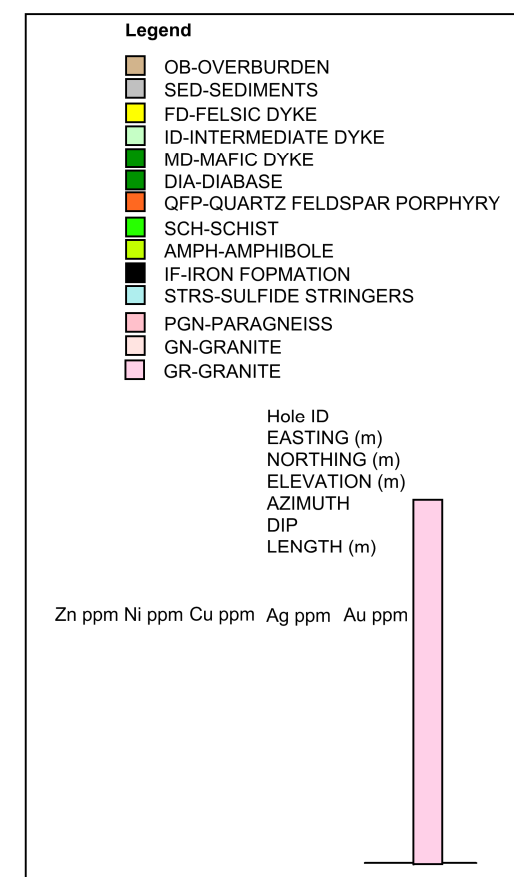 Legend
OB-OVERBURDEN
SED-SEDIMENTS
FD-FELSIC DYKE
ID-INTERMEDIATE DYKE
MD-MAFIC DYKE
DIA-DIABASE
QFP-QUARTZ FELDSPAR PORPHYRY
SCH-SCHIST
AMPH-AMPHIBOLE
IF-IRON FOPMATION
STRS-SULFIDE STRINGERS
PGN-PARAGNEISS
GN-GRANITE
GR-GRANITE
Hole ID
EASTING (m)
NORTHING (m)
ELEVATION (m)
AZIMUTH
DIP
LENGTH (m)
Zn ppm Ni ppm Cu ppm Ag ppm Au ppm